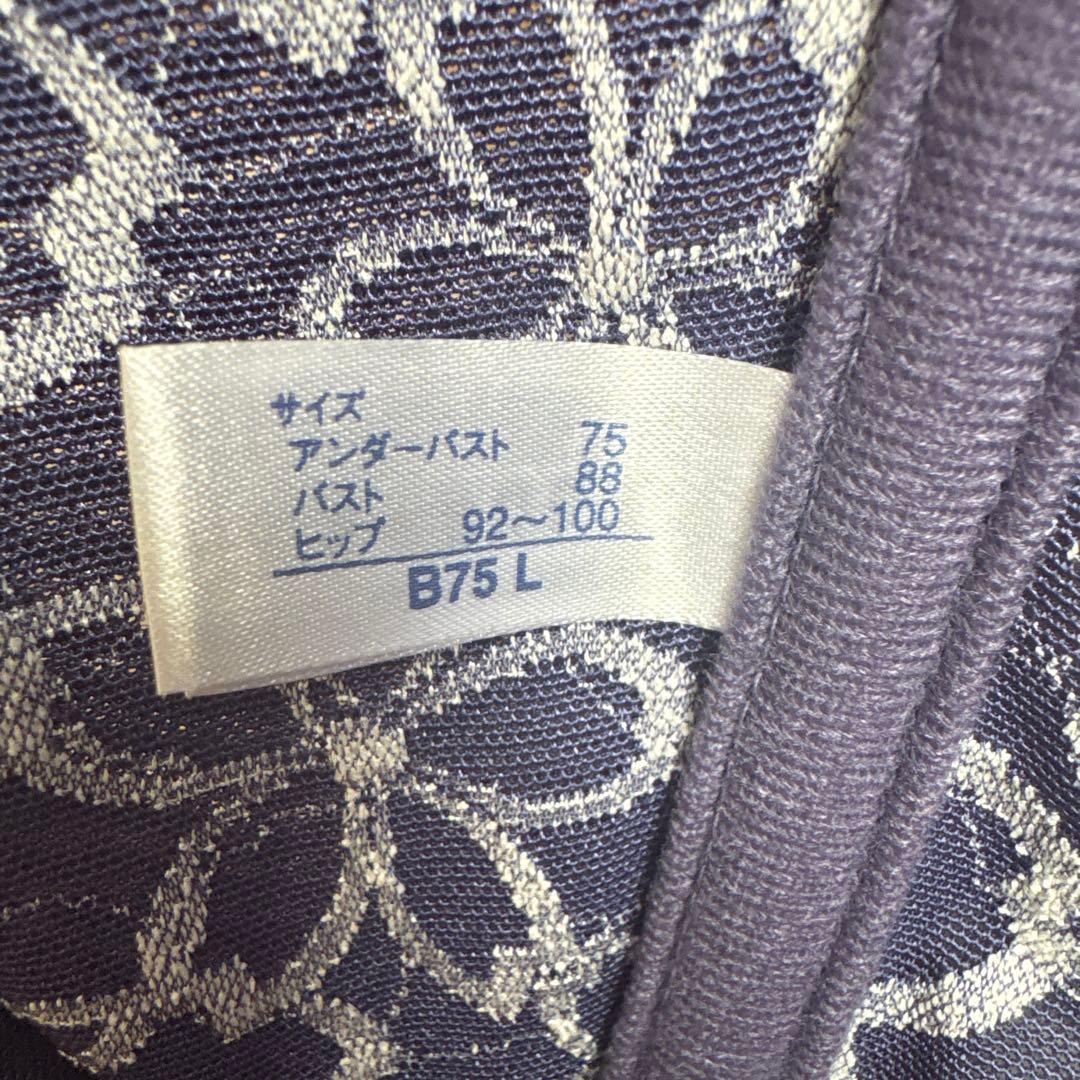 サイズ
アンダーバスト 75
バスト 88
ヒップ 92～100
B75 L